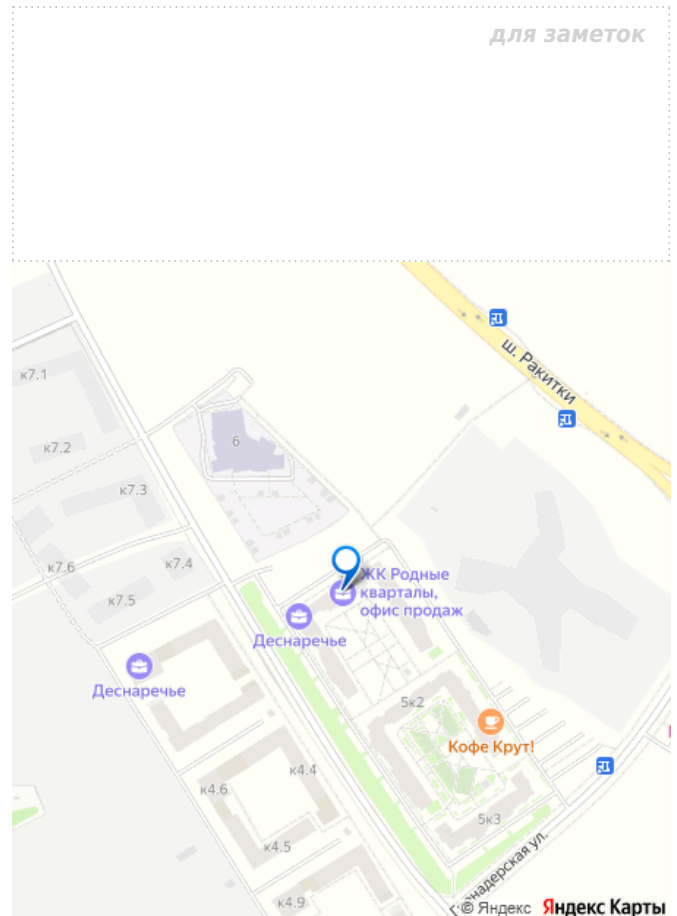 для заметок
ш. Ракитки
к7.1
6
к7.2
к7.3
к7.4
к7.6
ЖК Родные
кварталы,
офис продаж
к7.5
Деснаречье
Деснаречье
5к2
Кофе Крут!
к4.4
к4.6
5к3
к4.5
к4.9
© Яндекс Яндекс Карты